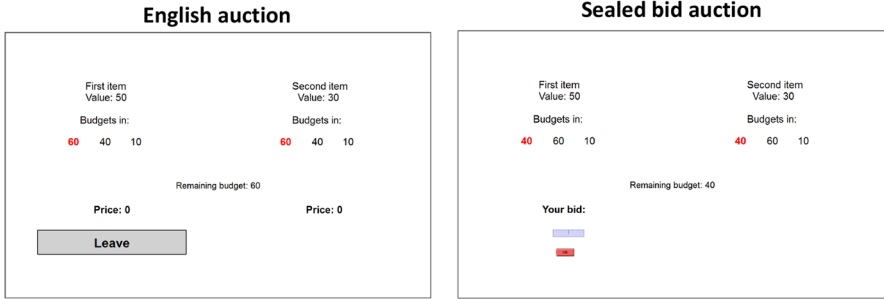 English auction
First item
Value: 50
Second item
Value: 30
Budgets in:
Budgets in:
60 40 10
60 40 10
Remaining budget: 60
Price: 0
Price: 0
Leave
Sealed bid auction
First item
Value: 50
Second item
Value: 30
Budgets in:
Budgets in:
40 60 10
40 60 10
Remaining budget: 40
Your bid: